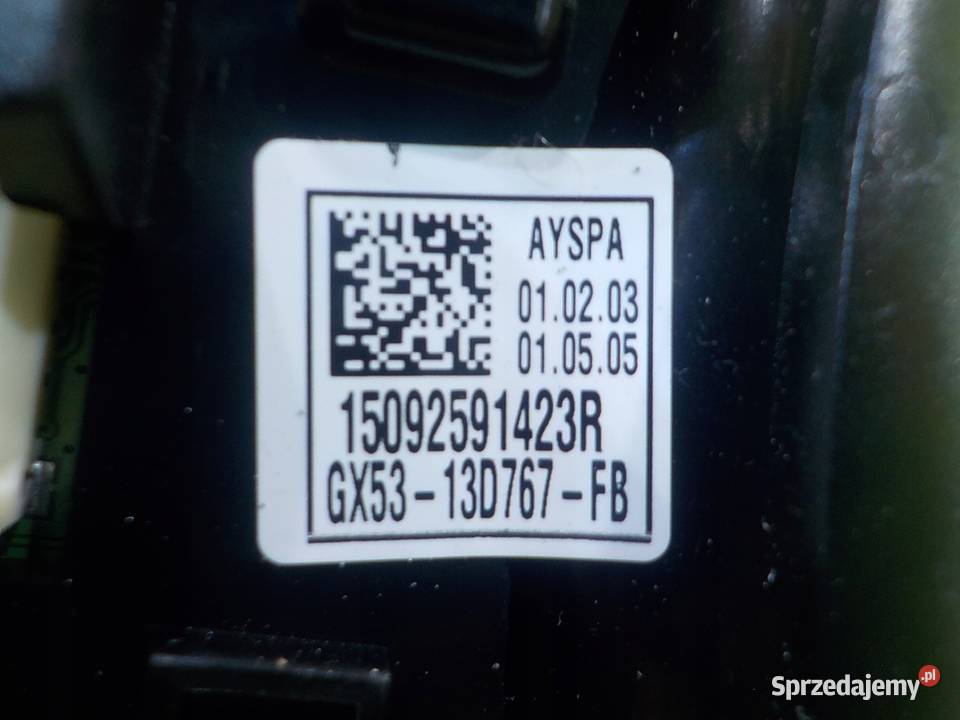 AYSPA
01.02.03
01.05.05
15092591423R
GX53-13D767-FB
Sprzedajemy.pl